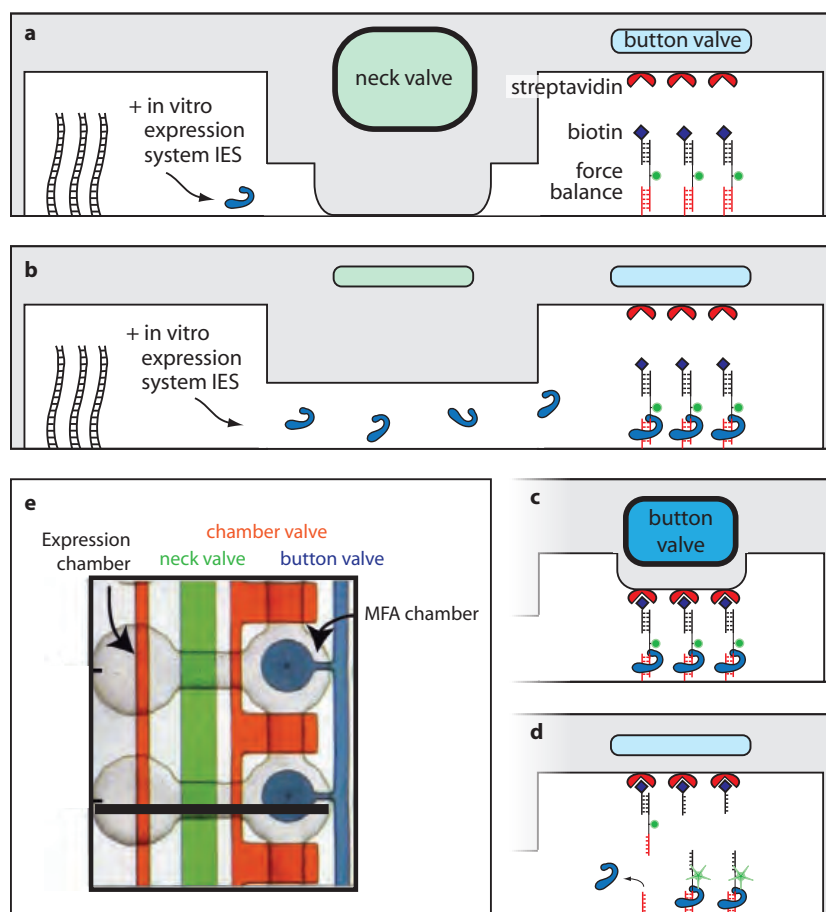 a
neck valve
button valve
streptavidin
+ in vitro
expression
system IES
biotin
force
balance
b
+ in vitro
expression
system IES
e
chamber valve
Expression
chamber
neck valve
button valve
MFA chamber
c
button
valve
d